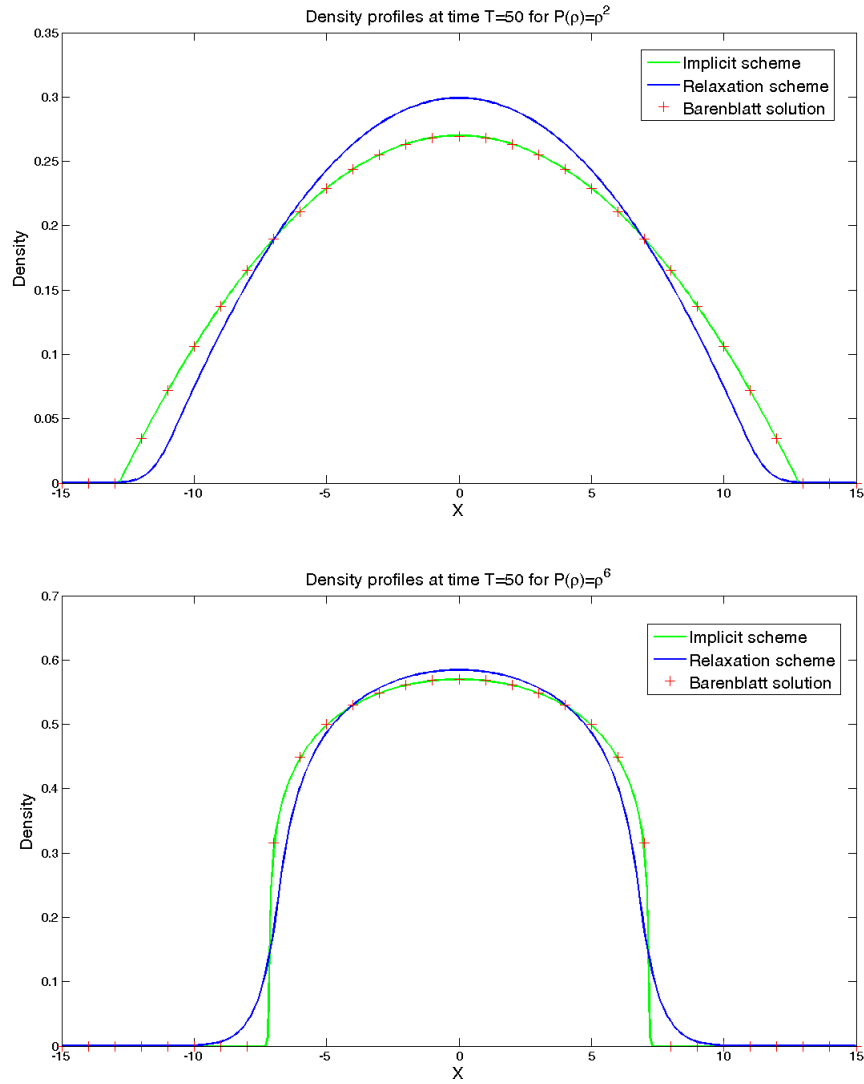 Density profiles at time T=50 for P(ρ)=ρ²
0.35
0.3
0.25
0.2
0.15
0.1
0.05
0
Density
Implicit scheme
Relaxation scheme
Barenblatt solution
-15 -10 -5 0 5 10 15
X
Density profiles at time T=50 for P(ρ)=ρ⁶
0.7
0.6
0.5
0.4
0.3
0.2
0.1
0
Density
Implicit scheme
Relaxation scheme
Barenblatt solution
-15 -10 -5 0 5 10 15
X